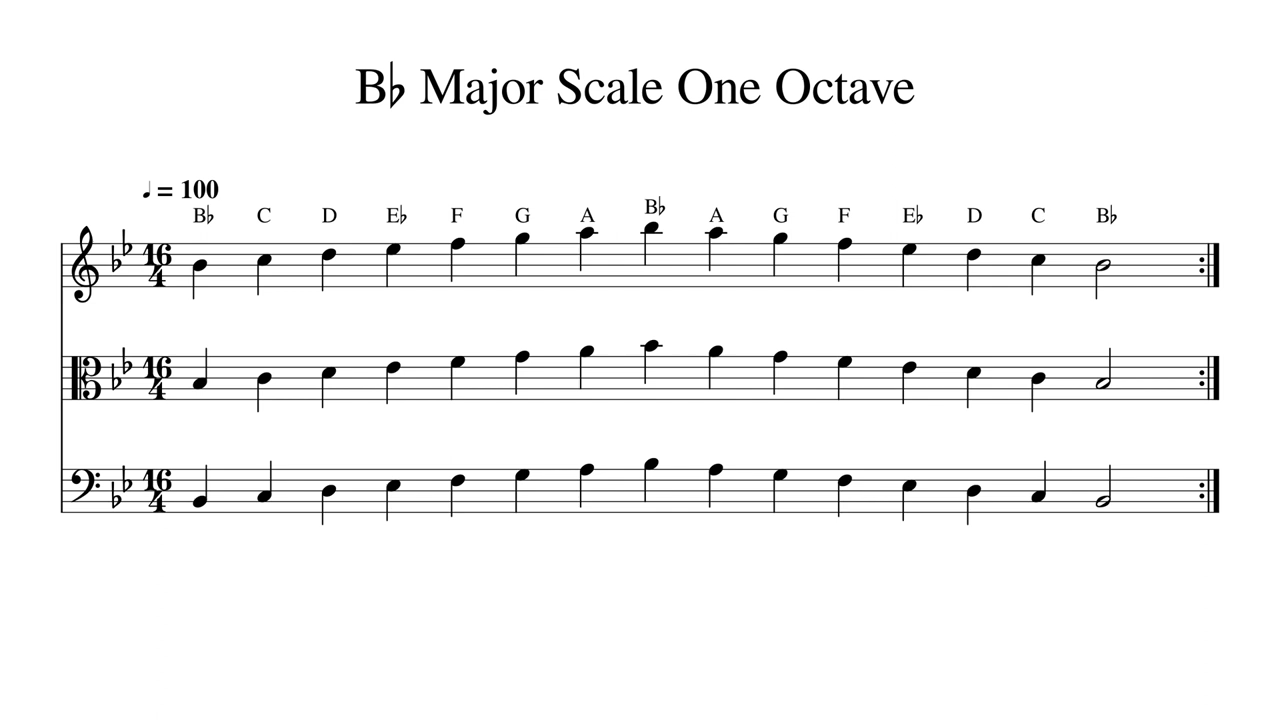 B♭ Major Scale One Octave
♩ = 100
B♭ C D E♭ F G A B♭ A G F E♭ D C B♭
16
4
16
4
16
4